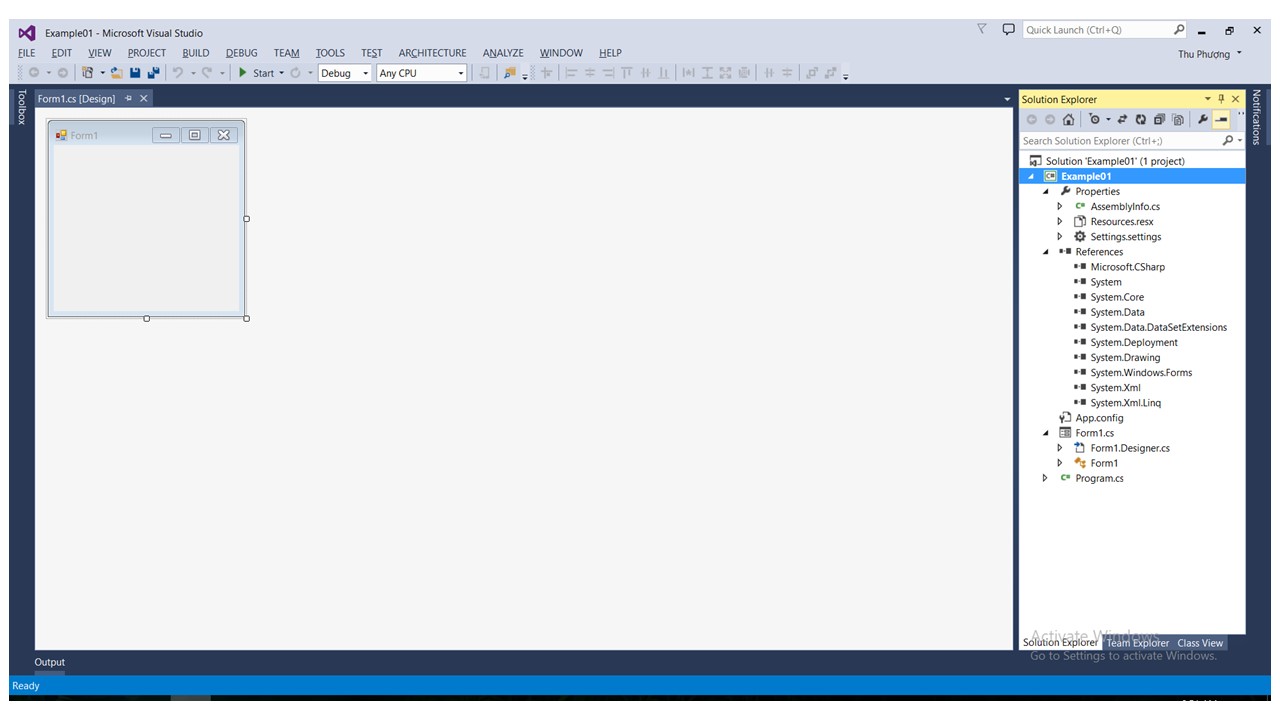 Example01 - Microsoft Visual Studio
Quick Launch (Ctrl+Q)
FILE EDIT VIEW PROJECT BUILD DEBUG TEAM TOOLS TEST ARCHITECTURE ANALYZE WINDOW HELP
Thu Phượng
Start Debug Any CPU
Toolbox
Form1.cs [Design]
Form1
Solution Explorer
Search Solution Explorer (Ctrl+;)
Solution 'Example01' (1 project)
Example01
Properties
AssemblyInfo.cs
Resources.resx
Settings.settings
References
Microsoft.CSharp
System
System.Core
System.Data
System.Data.DataSetExtensions
System.Deployment
System.Drawing
System.Windows.Forms
System.Xml
System.Xml.Linq
App.config
Form1.cs
Form1.Designer.cs
Form1
Program.cs
Notifications
Activate Windows
Solution Explorer Team Explorer Class View
Go to Settings to activate Windows.
Output
Ready